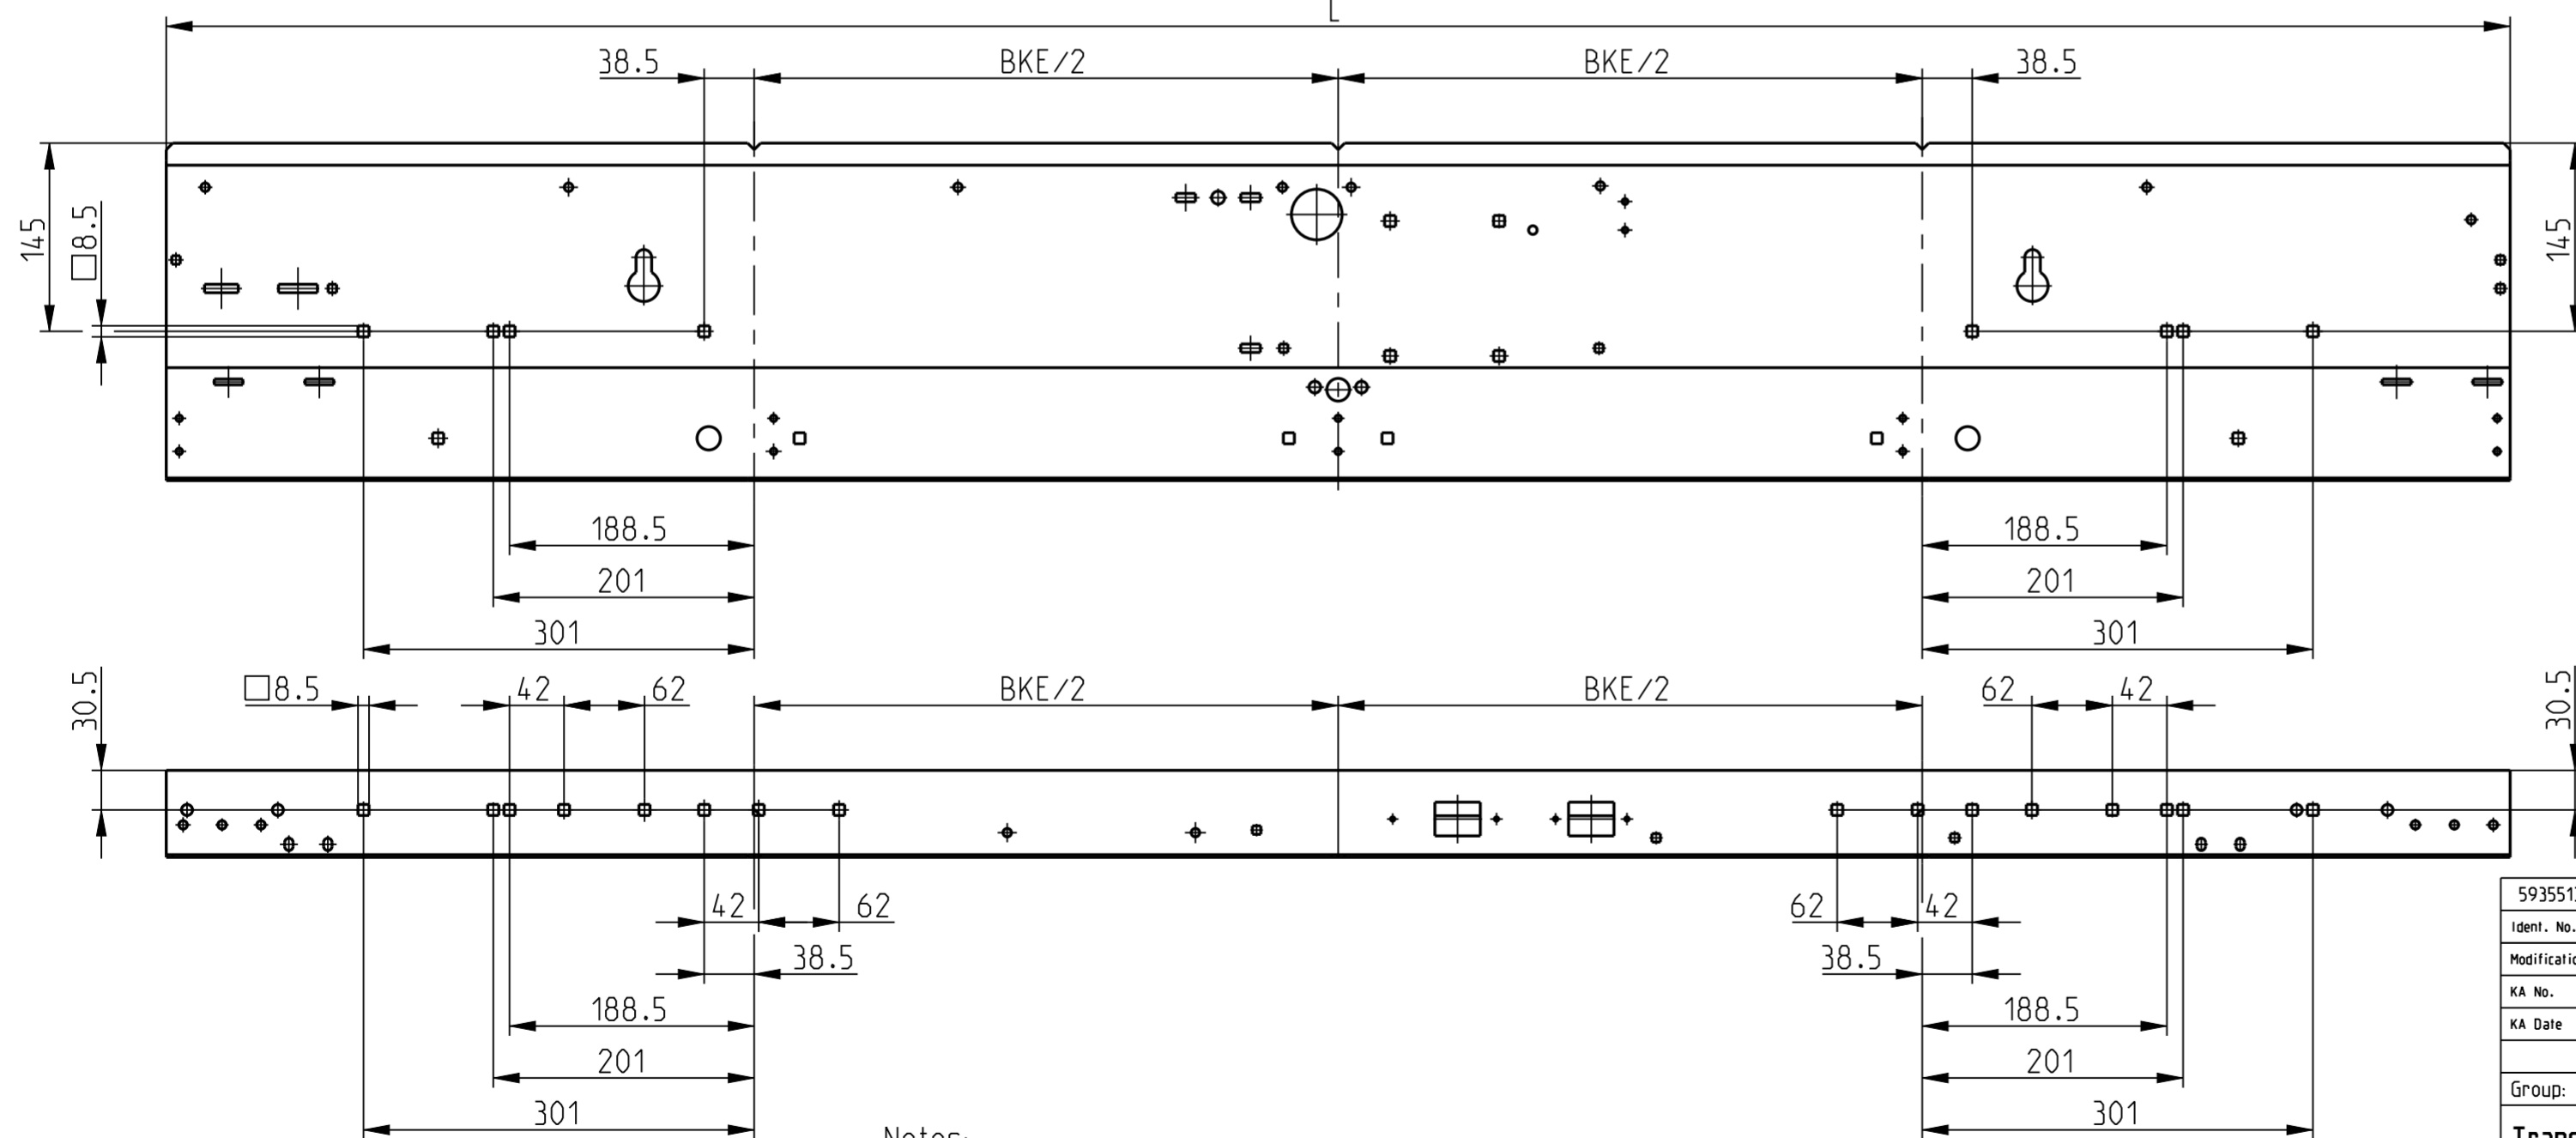 L
38.5 BKE/2 BKE/2 38.5
145 □8.5 145
188.5 188.5
201 201
301 301
30.5 □8.5 42 62 BKE/2 BKE/2 62 42 30.5
42 62 62 42
38.5 38.5
188.5 188.5
201 201
301 301
Notes:
593551
Ident. No.
Modificatio
KA No.
KA Date
Group: